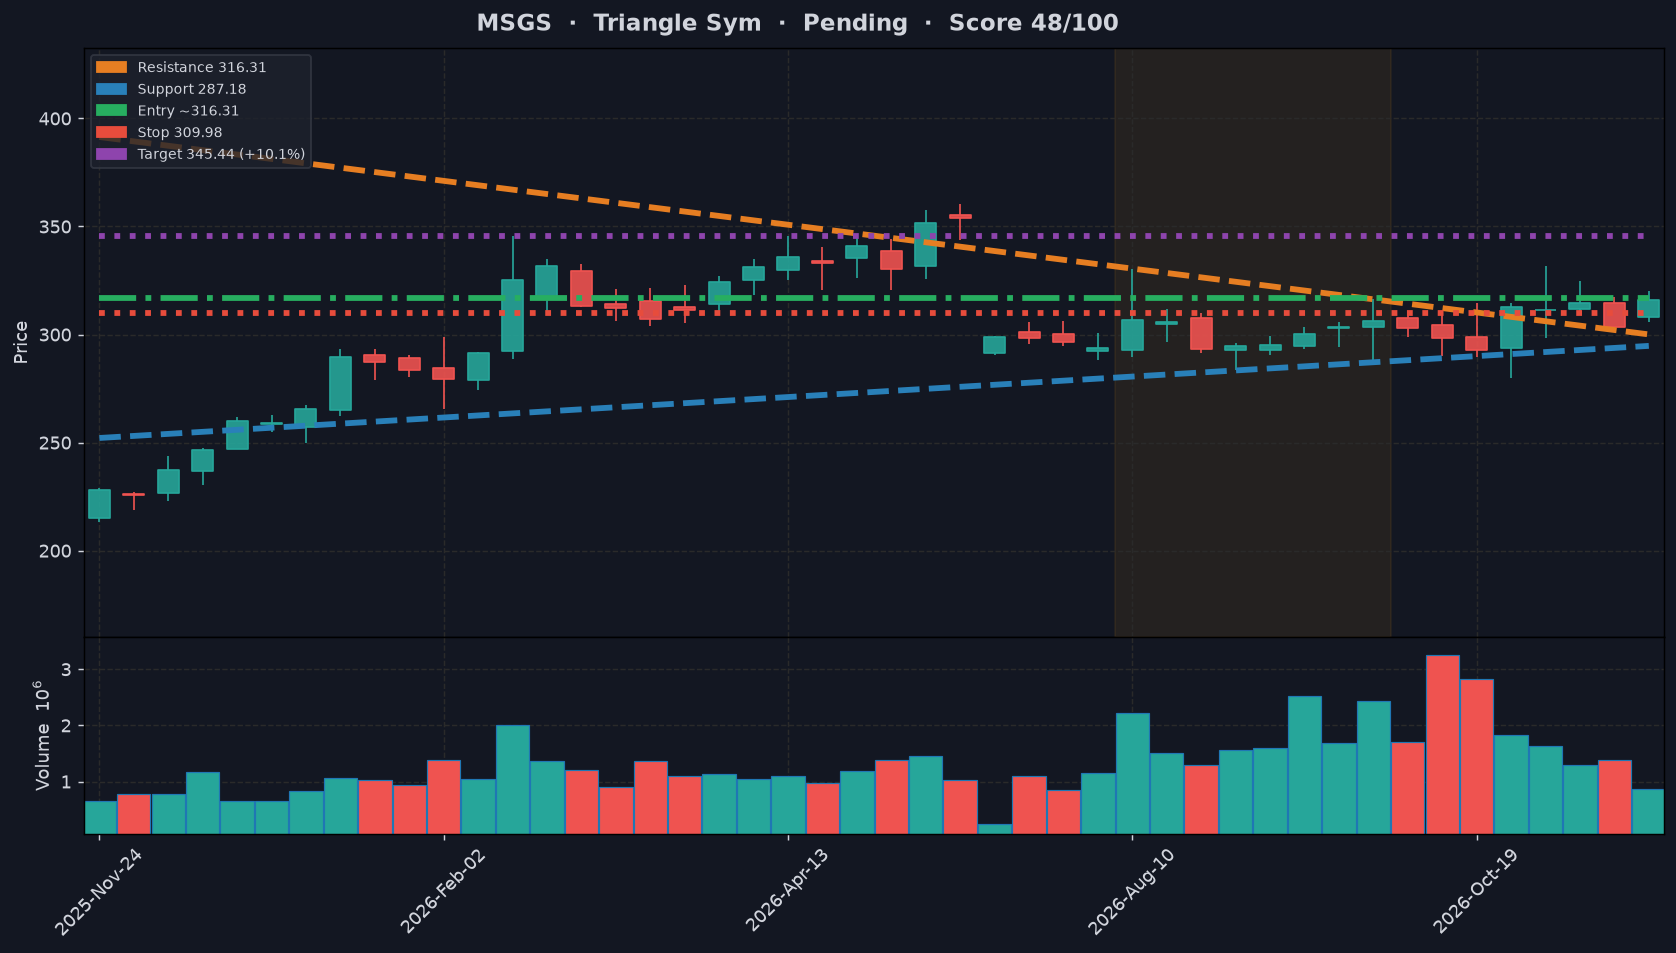 MSGS · Triangle Sym · Pending · Score 48/100
Resistance 316.31
Support 287.18
Entry ~316.31
Stop 309.98
Target 345.44 (+10.1%)
400
350
300
250
200
Price
3
2
1
Volume 10⁶
2025-Nov-24
2026-Feb-02
2026-Apr-13
2026-Aug-10
2026-Oct-19